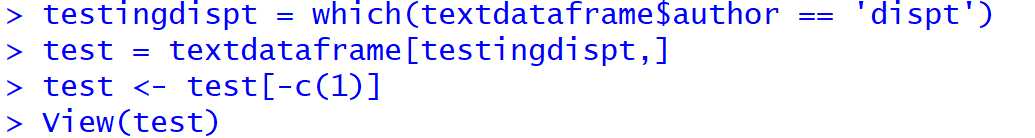 > testingdispt = which(textdataframe$author == 'dispt')
> test = textdataframe[testingdispt,]
> test <- test[-c(1)]
> View(test)